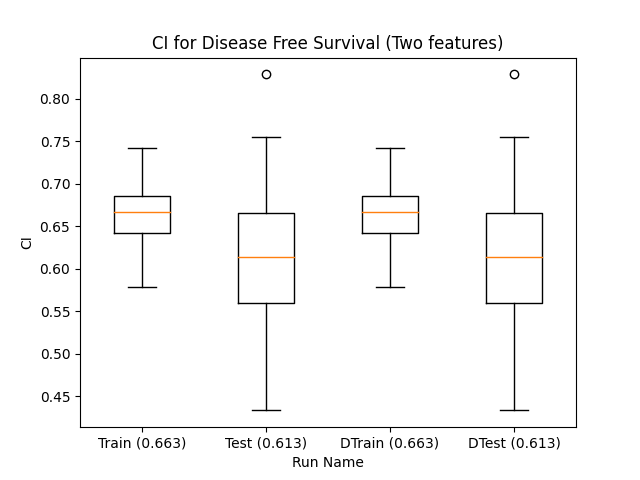 CI for Disease Free Survival (Two features)
0.80
0.75
0.70
0.65
0.60
0.55
0.50
0.45
CI
Train (0.663) Test (0.613) DTrain (0.663) DTest (0.613)
Run Name